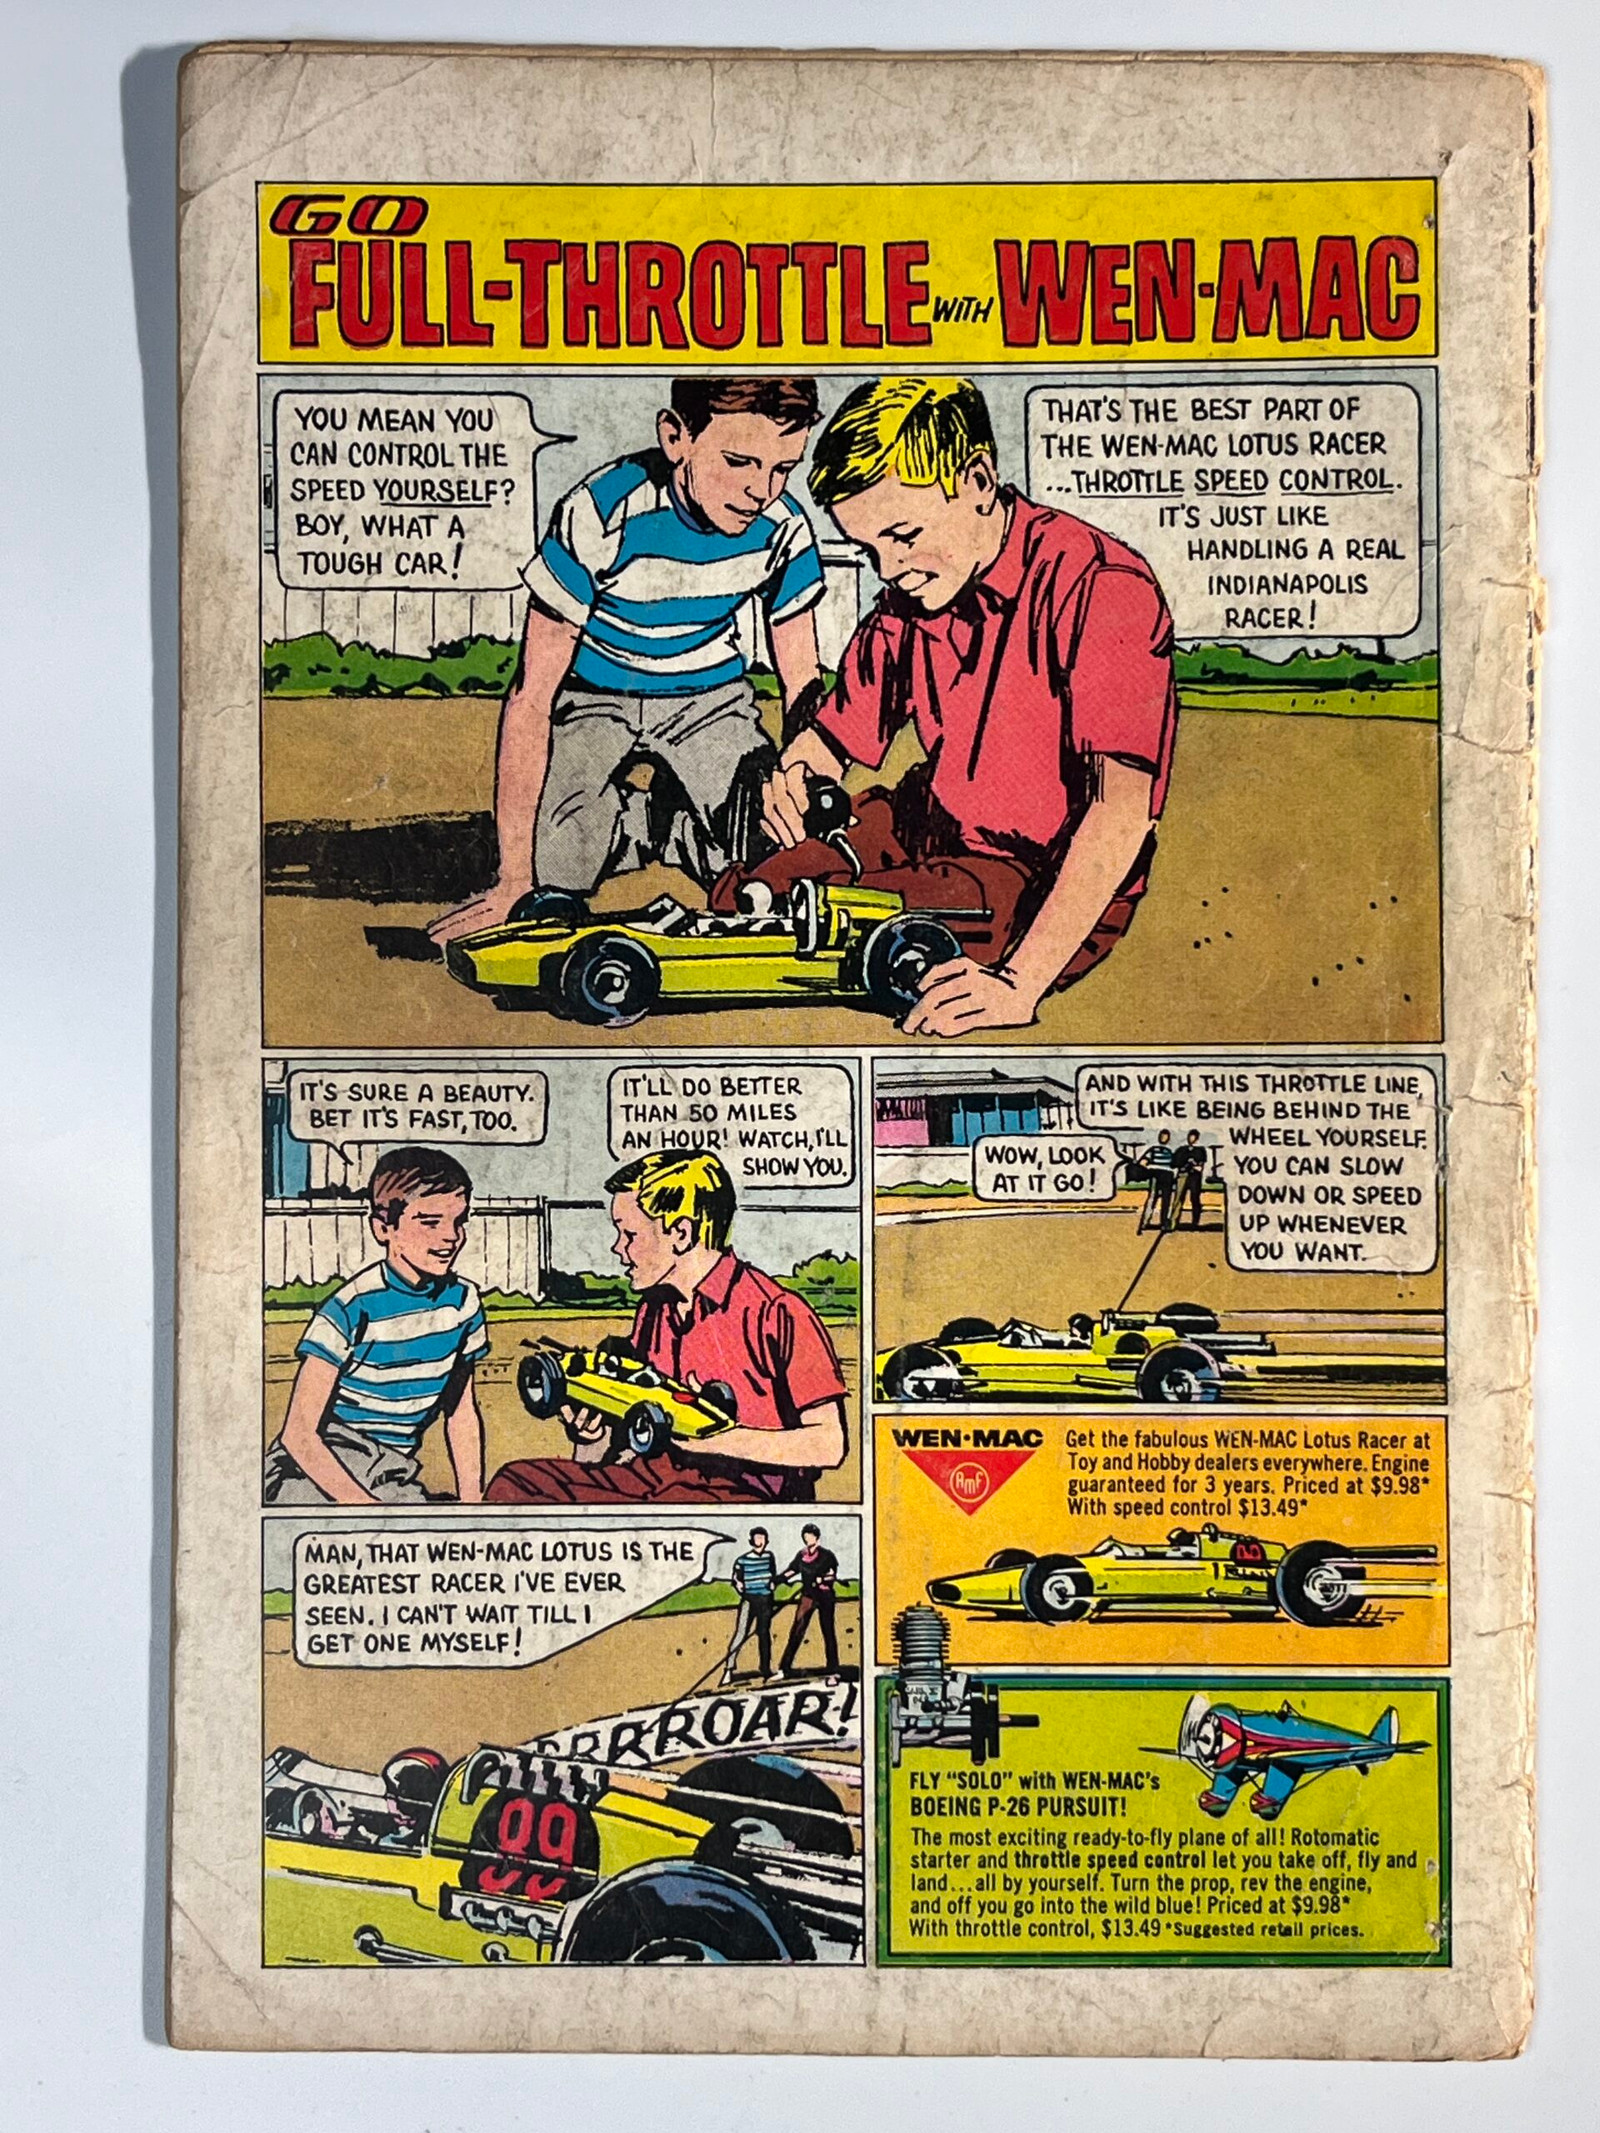 GO
FULL-THROTTLE WITH WEN-MAC
YOU MEAN YOU
CAN CONTROL THE
SPEED YOURSELF?
BOY, WHAT A
TOUGH CAR!
THAT'S THE BEST PART OF
THE WEN-MAC LOTUS RACER
...THROTTLE SPEED CONTROL.
IT'S JUST LIKE
HANDLING A REAL
INDIANAPOLIS
RACER!
IT'S SURE A BEAUTY.
BET IT'S FAST, TOO.
IT'LL DO BETTER
THAN 50 MILES
AN HOUR! WATCH, I'LL
SHOW YOU.
WOW, LOOK
AT IT GO!
AND WITH THIS THROTTLE LINE,
IT'S LIKE BEING BEHIND THE
WHEEL YOURSELF.
YOU CAN SLOW
DOWN OR SPEED
UP WHENEVER
YOU WANT.
MAN, THAT WEN-MAC LOTUS IS THE
GREATEST RACER I'VE EVER
SEEN. I CAN'T WAIT TILL I
GET ONE MYSELF!
RRRROAR!
99
WEN·MAC
AMF
Get the fabulous WEN-MAC Lotus Racer at
Toy and Hobby dealers everywhere. Engine
guaranteed for 3 years. Priced at $9.98*
With speed control $13.49*
FLY "SOLO" with WEN-MAC's
BOEING P-26 PURSUIT!
The most exciting ready-to-fly plane of all! Rotomatic
starter and throttle speed control let you take off, fly and
land...all by yourself. Turn the prop, rev the engine,
and off you go into the wild blue! Priced at $9.98*
With throttle control, $13.49 *Suggested retail prices.